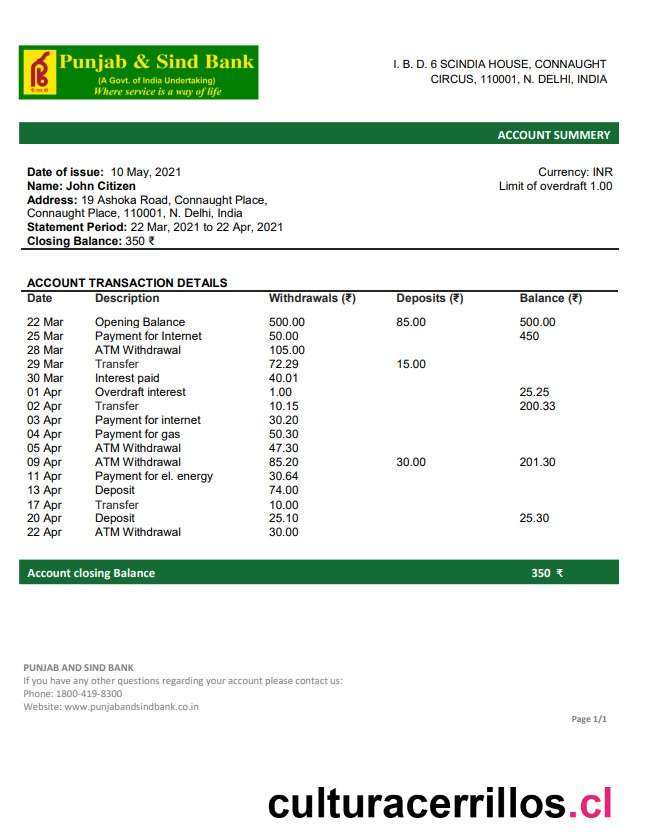 Punjab & Sind Bank
(A Govt. of India Undertaking)
Where service is a way of life
I. B. D. 6 SCINDIA HOUSE, CONNAUGHT
CIRCUS, 110001, N. DELHI, INDIA
ACCOUNT SUMMERY
Date of issue: 10 May, 2021
Currency: INR
Name: John Citizen
Limit of overdraft 1.00
Address: 19 Ashoka Road, Connaught Place,
Connaught Place, 110001, N. Delhi, India
Statement Period: 22 Mar, 2021 to 22 Apr, 2021
Closing Balance: 350 ₹
ACCOUNT TRANSACTION DETAILS
Date Description Withdrawals (₹) Deposits (₹) Balance (₹)
22 Mar Opening Balance 500.00 85.00 500.00
25 Mar Payment for Internet 50.00 450
28 Mar ATM Withdrawal 105.00
29 Mar Transfer 72.29 15.00
30 Mar Interest paid 40.01
01 Apr Overdraft interest 1.00 25.25
02 Apr Transfer 10.15 200.33
03 Apr Payment for internet 30.20
04 Apr Payment for gas 50.30
05 Apr ATM Withdrawal 47.30
09 Apr ATM Withdrawal 85.20 30.00 201.30
11 Apr Payment for el. energy 30.64
13 Apr Deposit 74.00
17 Apr Transfer 10.00
20 Apr Deposit 25.10 25.30
22 Apr ATM Withdrawal 30.00
Account closing Balance 350 ₹
PUNJAB AND SIND BANK
If you have any other questions regarding your account please contact us:
Phone: 1800-419-8300
Website: www.punjabandsindbank.co.in
Page 1/1
culturacerrillos.cl